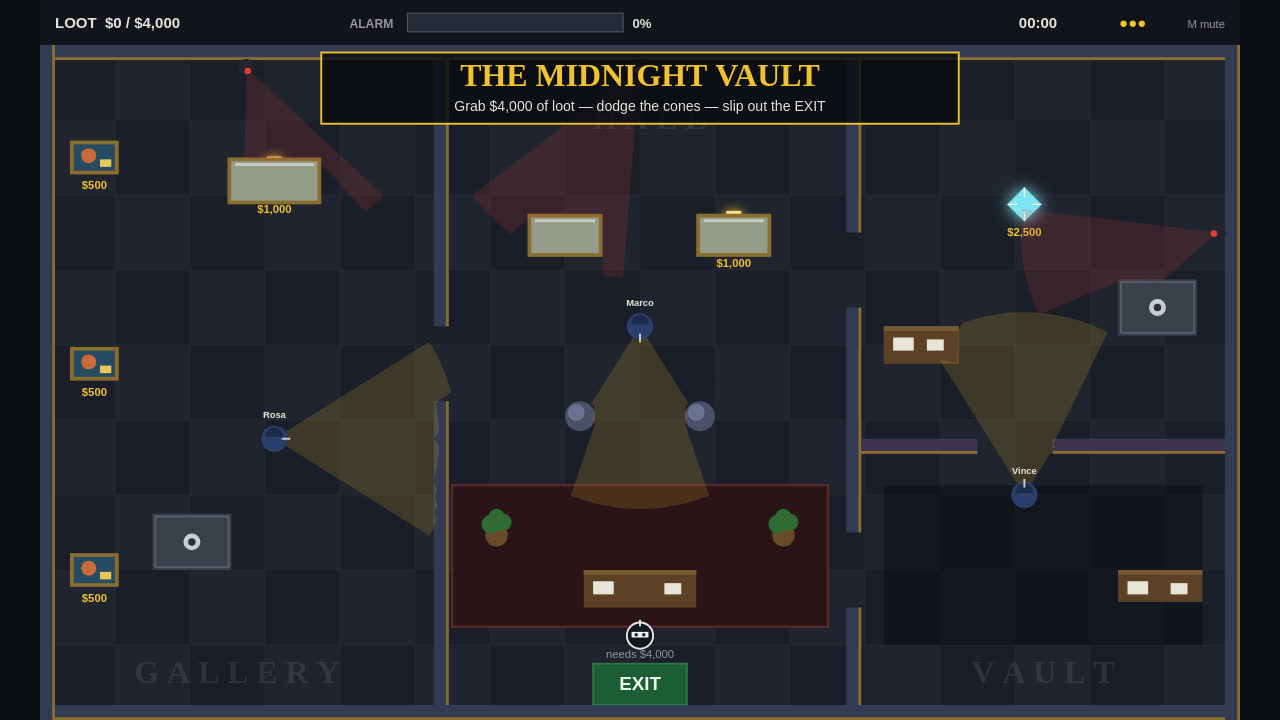 LOOT $0 / $4,000
ALARM 0%
00:00
M mute
THE MIDNIGHT VAULT
Grab $4,000 of loot — dodge the cones — slip out the EXIT
HALL
$500
$1,000
$2,500
$1,000
Marco
$500
Rosa
Vince
$500
needs $4,000
EXIT
GALLERY
VAULT